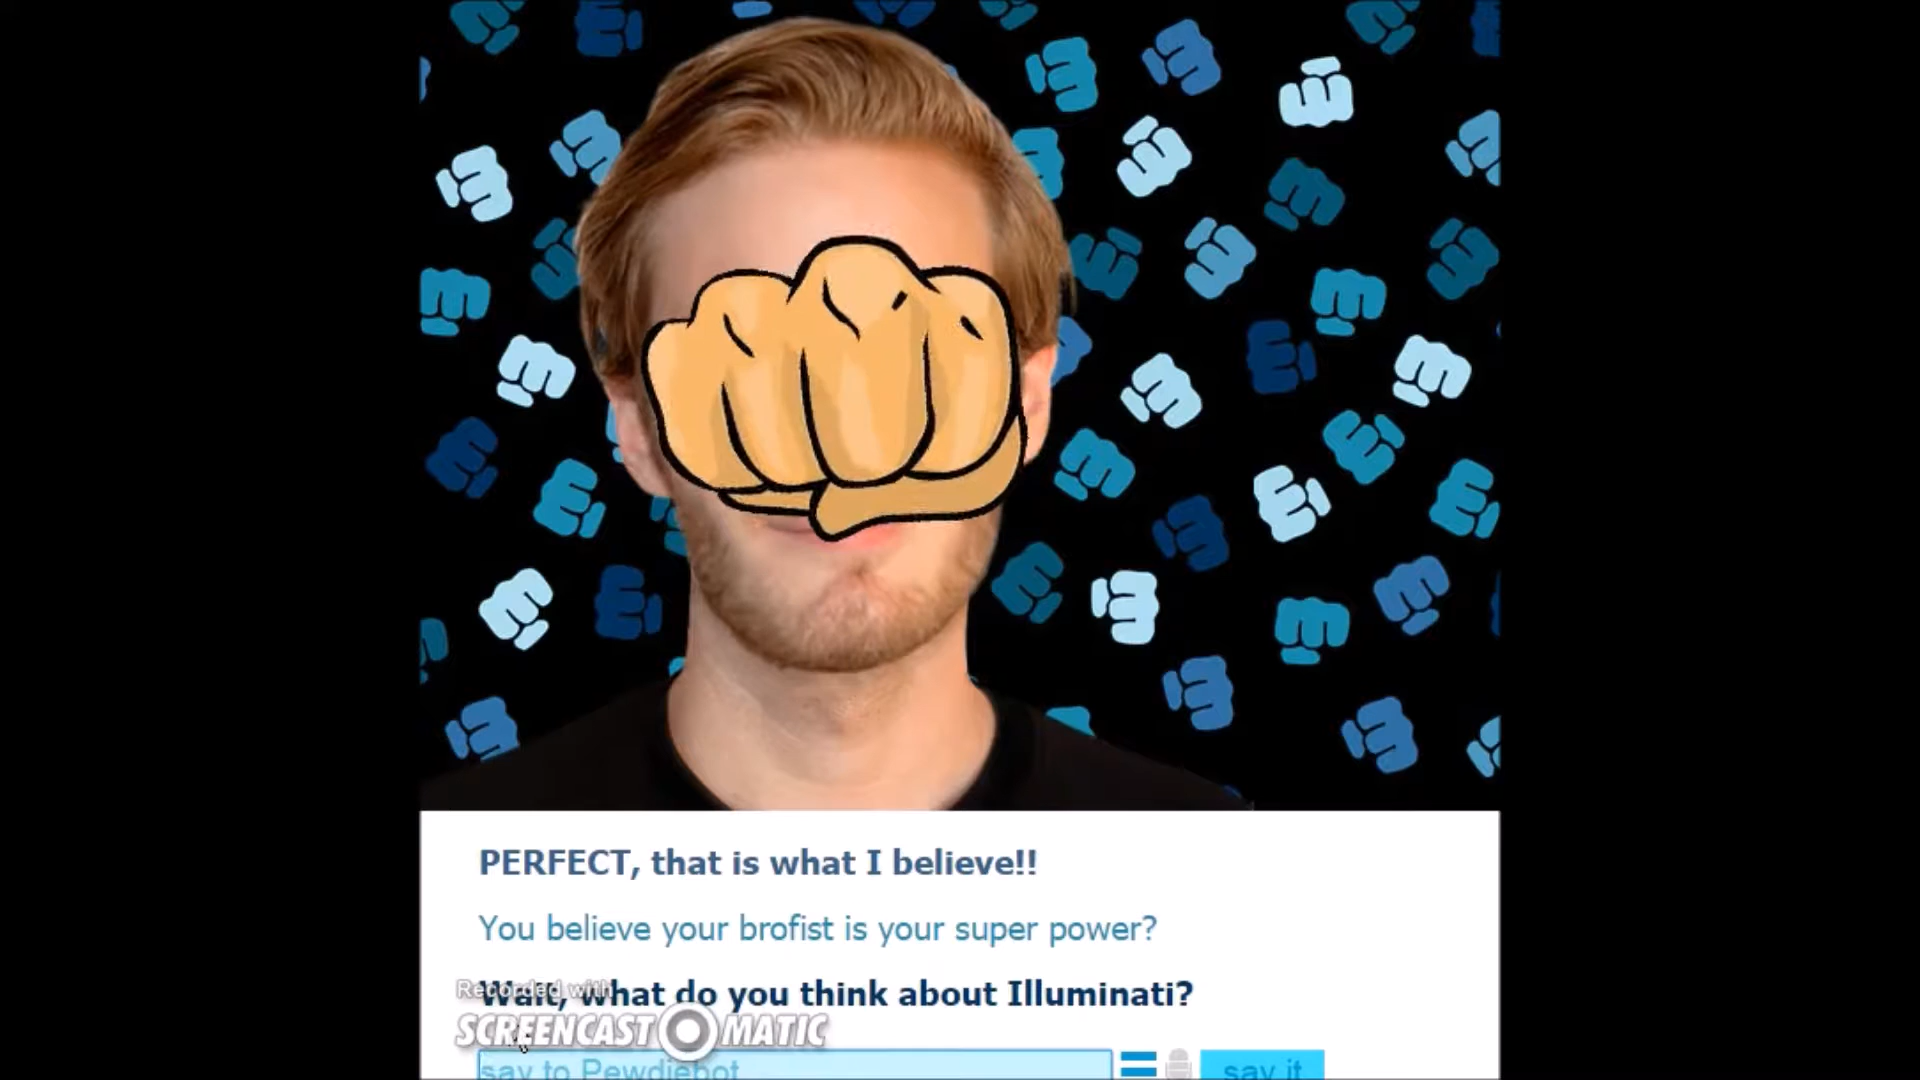 PERFECT, that is what I believe!!
You believe your brofist is your super power?
Wait, what do you think about Illuminati?
Recorded with
SCREENCAST MATIC
say to Pewdiebot
say it